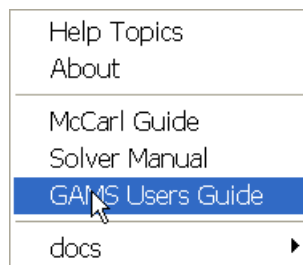 Help Topics
About
McCarl Guide
Solver Manual
GAMS Users Guide
docs